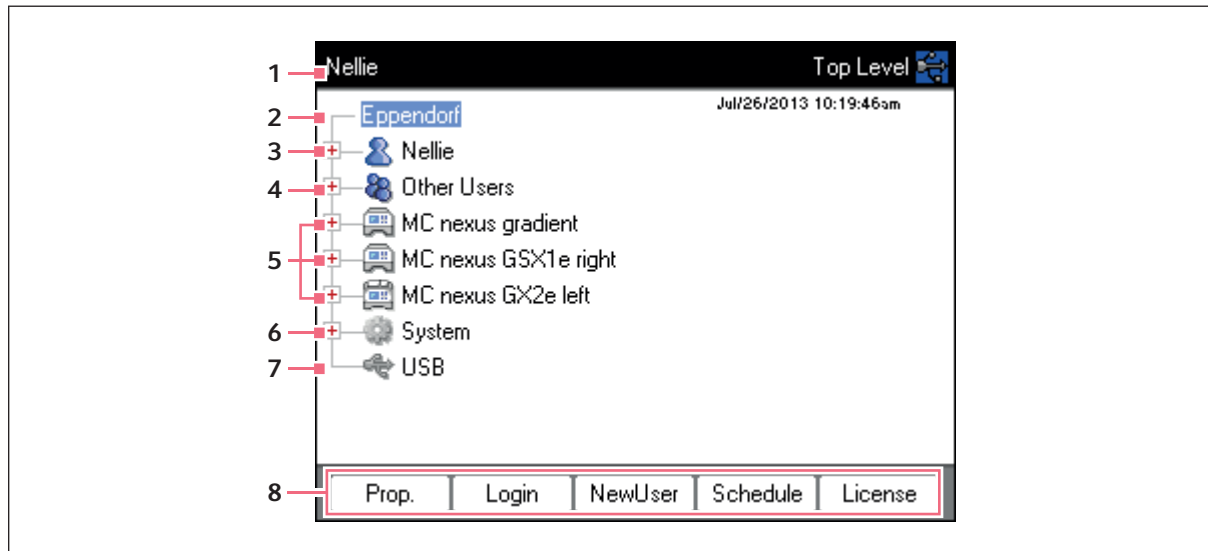 1 Nellie Top Level
Jul/26/2013 10:19:46am
2 Eppendorf
3 Nellie
4 Other Users
MC nexus gradient
5 MC nexus GSX1e right
MC nexus GX2e left
6 System
7 USB
8 Prop. Login NewUser Schedule License